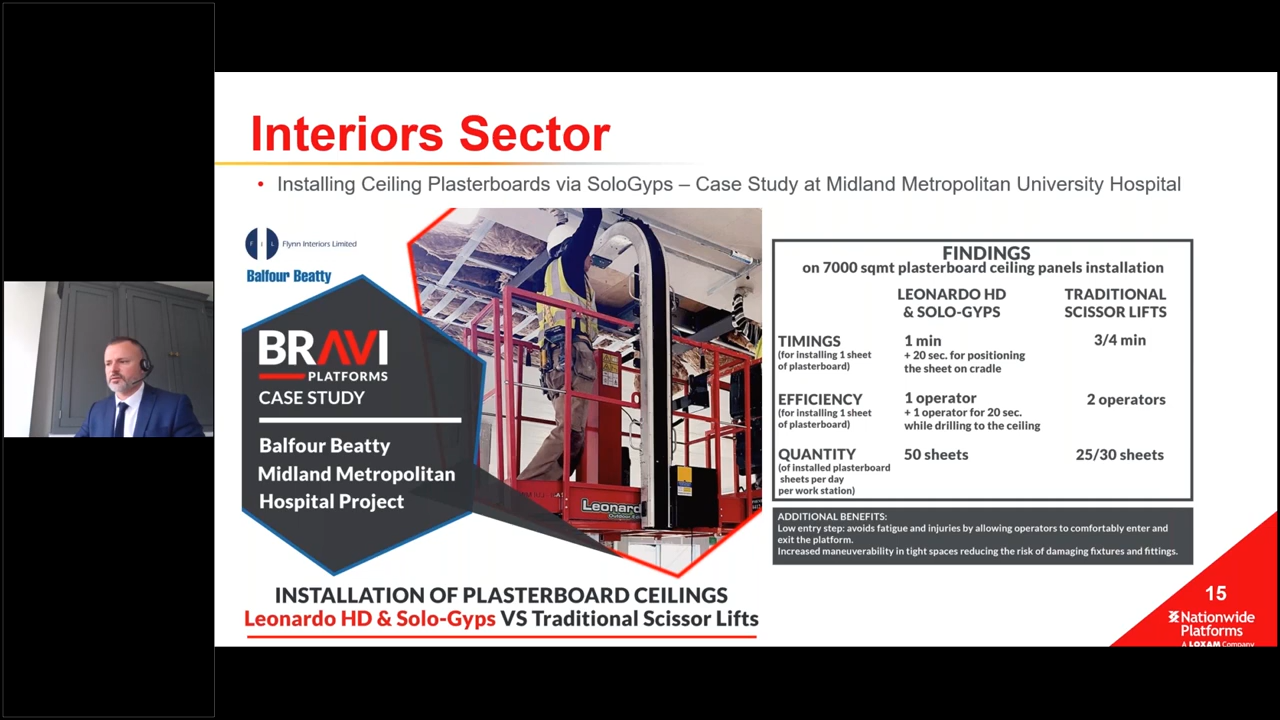 Interiors Sector
• Installing Ceiling Plasterboards via SoloGyps – Case Study at Midland Metropolitan University Hospital
F I L Flynn Interiors Limited
Balfour Beatty
BRAVI
PLATFORMS
CASE STUDY
Balfour Beatty
Midland Metropolitan
Hospital Project
Leonard
INSTALLATION OF PLASTERBOARD CEILINGS
Leonardo HD & Solo-Gyps VS Traditional Scissor Lifts
FINDINGS
on 7000 sqmt plasterboard ceiling panels installation
LEONARDO HD
& SOLO-GYPS
TRADITIONAL
SCISSOR LIFTS
TIMINGS
(for installing 1 sheet
of plasterboard)
1 min
+ 20 sec. for positioning
the sheet on cradle
3/4 min
EFFICIENCY
(for installing 1 sheet
of plasterboard)
1 operator
+ 1 operator for 20 sec.
while drilling to the ceiling
2 operators
QUANTITY
(of installed plasterboard
sheets per day
per work station)
50 sheets
25/30 sheets
ADDITIONAL BENEFITS:
Low entry step: avoids fatigue and injuries by allowing operators to comfortably enter and
exit the platform.
Increased maneuverability in tight spaces reducing the risk of damaging fixtures and fittings.
15
Nationwide
Platforms
A LOXAM Company